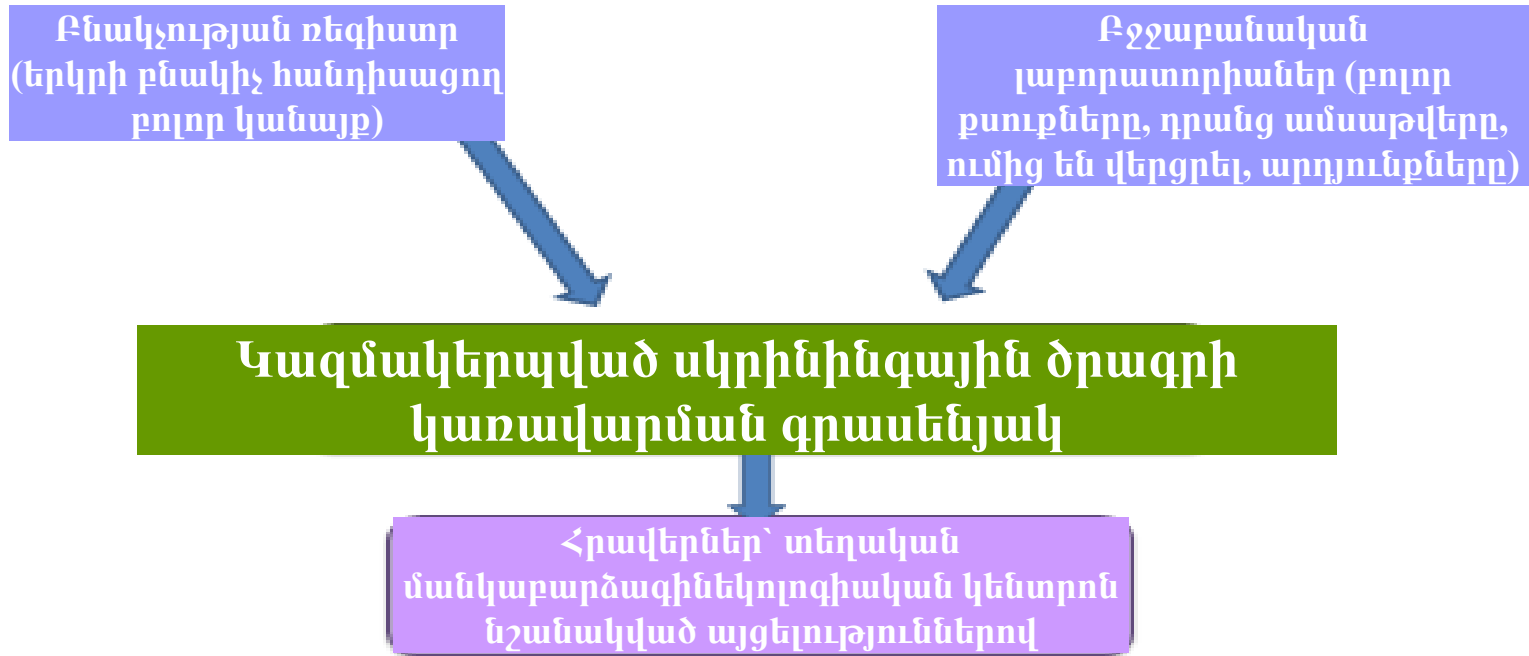 Բնակչության ռեգիստր
(երկրի բնակիչ հանդիսացող
բոլոր կանայք)
Բջջաբանական
լաբորատորիաներ (բոլոր
քսուքները, դրանց ամսաթվերը,
ումից են վերցրել, արդյունքները)
Կազմակերպված սկրինինգային ծրագրի
կառավարման գրասենյակ
Հրավերներ` տեղական
մանկաբարձագինեկոլոգիական կենտրոն
նշանակված այցելություններով